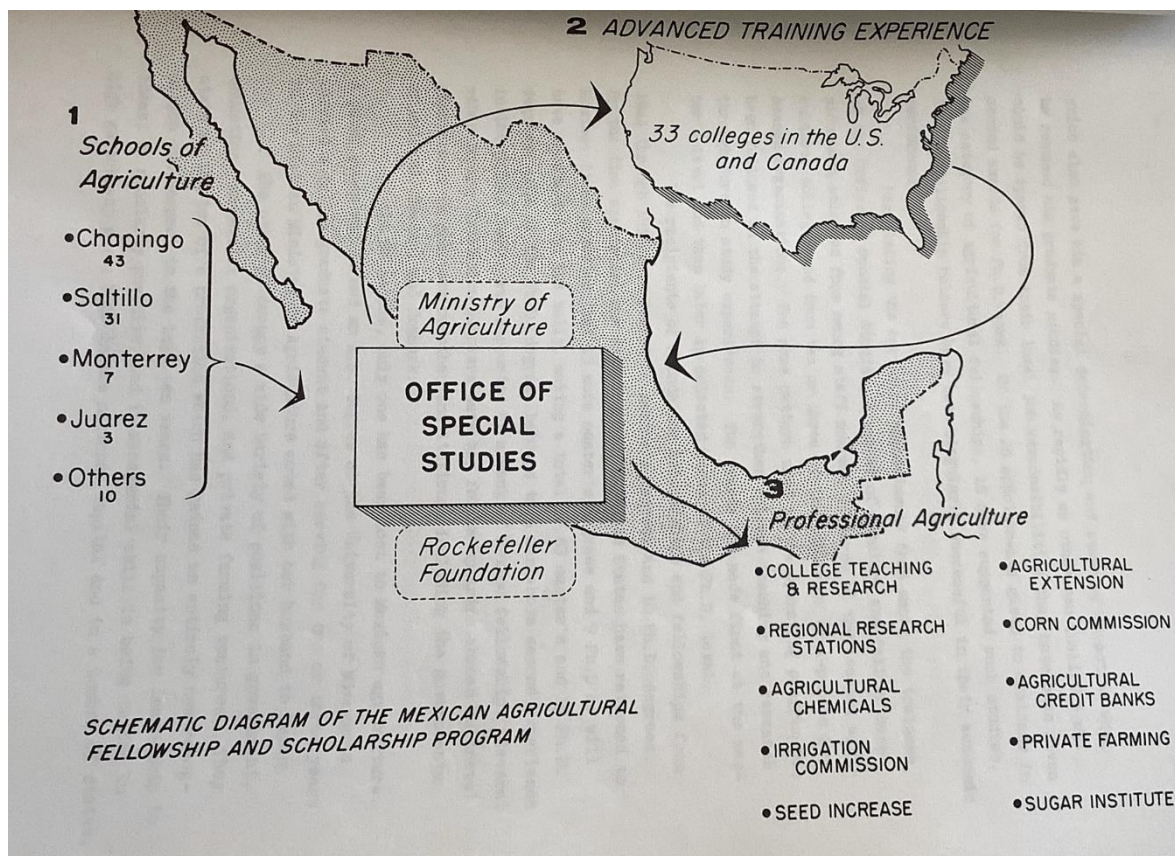 2 ADVANCED TRAINING EXPERIENCE
33 colleges in the U.S.
and Canada
1
Schools of
Agriculture
•Chapingo
43
•Saltillo
31
•Monterrey
7
•Juarez
3
•Others
10
Ministry of
Agriculture
OFFICE OF
SPECIAL
STUDIES
Rockefeller
Foundation
3
Professional Agriculture
•COLLEGE TEACHING
& RESEARCH
•REGIONAL RESEARCH
STATIONS
•AGRICULTURAL
CHEMICALS
•IRRIGATION
COMMISSION
•SEED INCREASE
•AGRICULTURAL
EXTENSION
•CORN COMMISSION
•AGRICULTURAL
CREDIT BANKS
•PRIVATE FARMING
•SUGAR INSTITUTE
SCHEMATIC DIAGRAM OF THE MEXICAN AGRICULTURAL
FELLOWSHIP AND SCHOLARSHIP PROGRAM